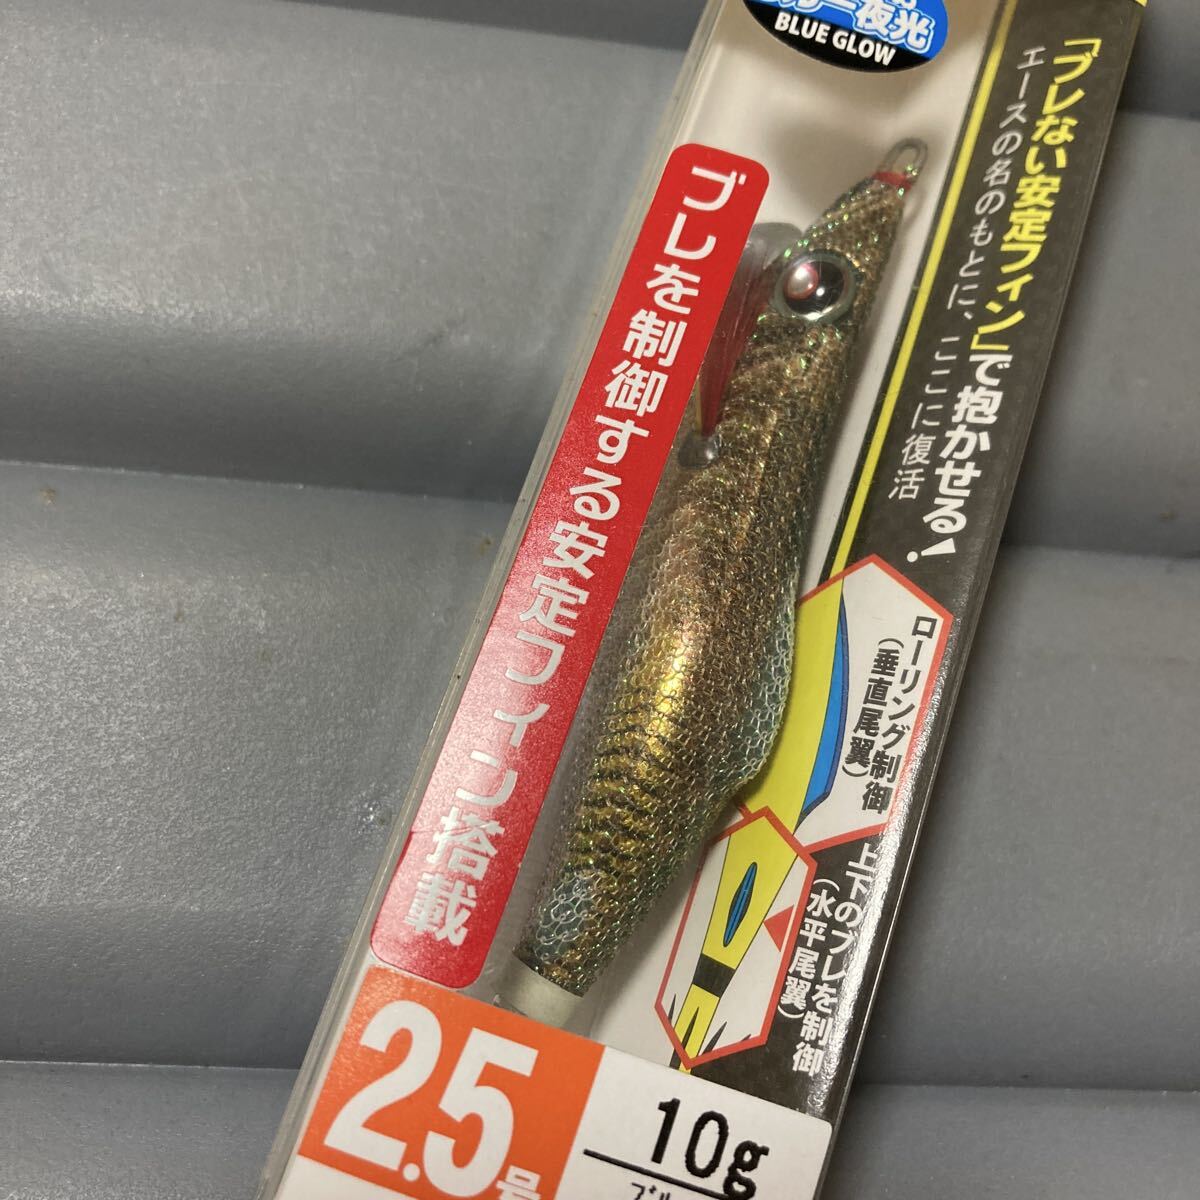 夜光
BLUE GLOW
「ブレない安定フィン」で抱かせる!
エースの名のもとに、ここに復活
ブレを制御する安定フィン搭載
ローリング制御
(垂直尾翼)
上下のブレを制御
(水平尾翼)
2.5号
10g